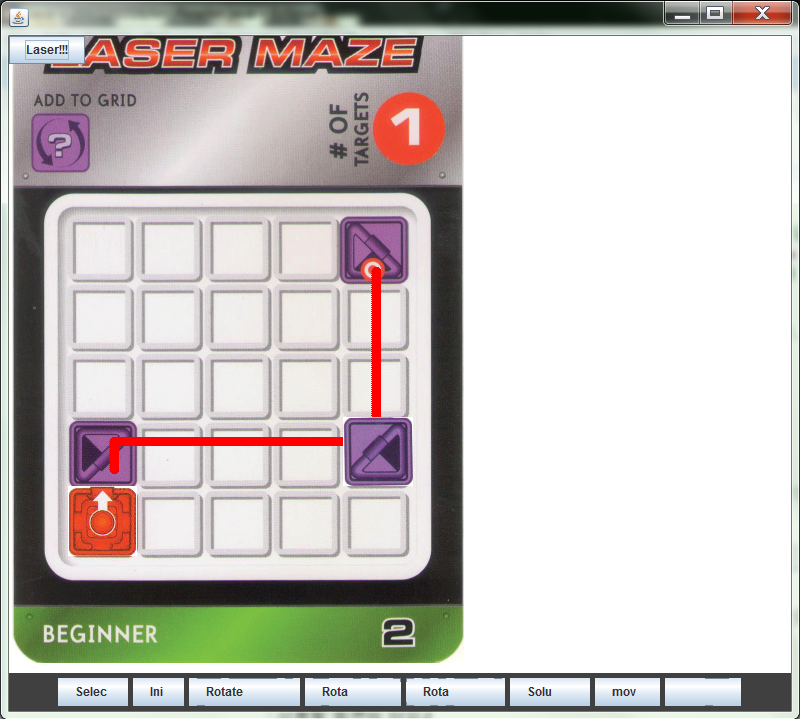 Laser!!!
LASER MAZE
ADD TO GRID
# OF
TARGETS
1
?
BEGINNER
2
Selec
Ini
Rotate
Rota
Rota
Solu
mov